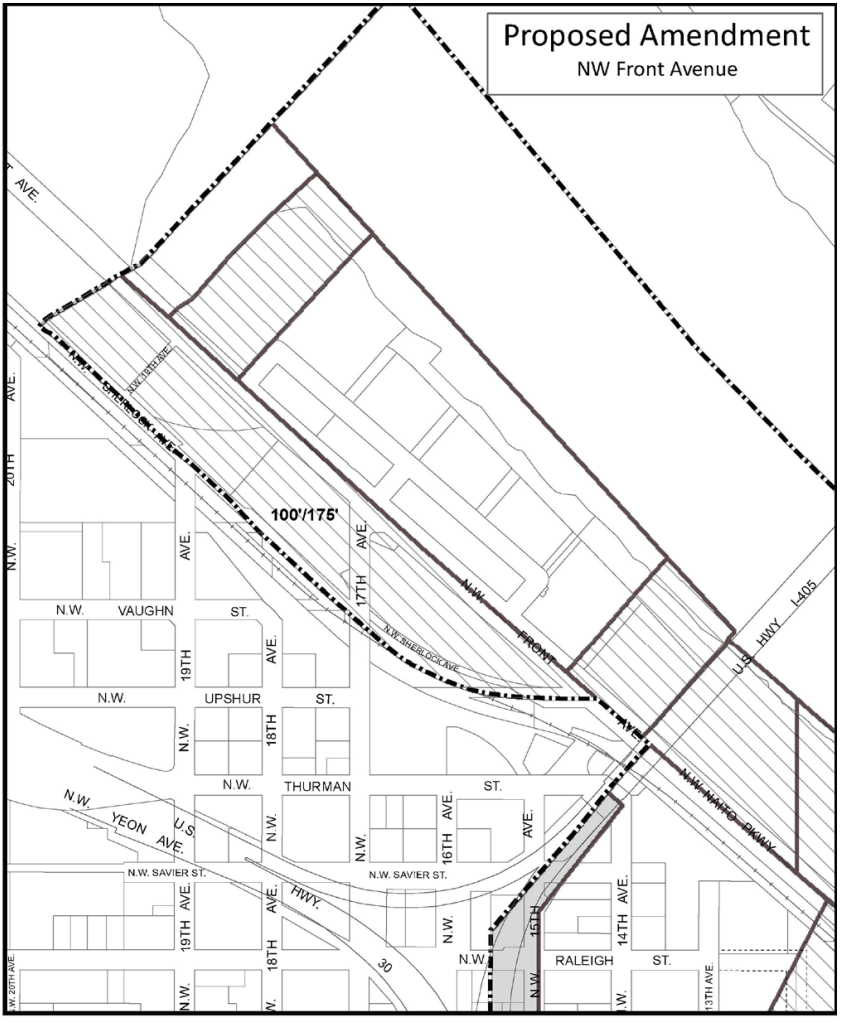 Proposed Amendment
NW Front Avenue
AVE.
N.W. 18TH AVE.
N.W. SHERLOCK AVE.
AVE.
20TH
N.W.
100'/175'
AVE.
17TH
AVE.
N.W.
FRONT
AVE.
U.S. HWY I-405
N.W. VAUGHN ST.
N.W. SHERLOCK AVE.
19TH
AVE.
N.W. UPSHUR ST.
N.W.
18TH
N.W. THURMAN ST.
N.W. NAITO PKWY
N.W.
YEON AVE.
U.S.
HWY.
30
N.W.
N.W.
16TH AVE.
AVE.
N.W. SAVIER ST.
N.W. SAVIER ST.
19TH AVE.
AVE.
18TH
N.W.
15TH
N.W.
14TH AVE.
N.W. RALEIGH ST.
13TH AVE.
20TH AVE.
N.W.